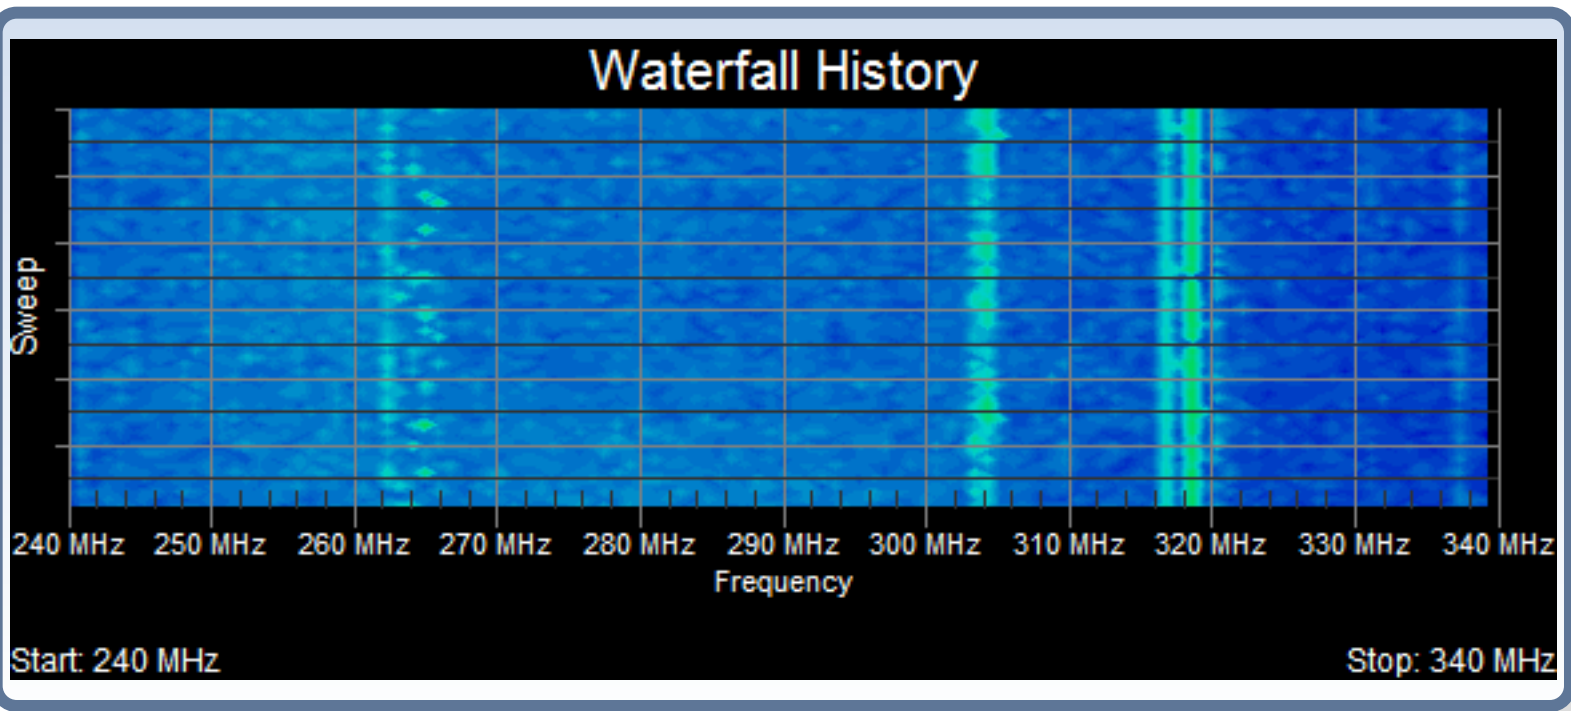 Waterfall History
Sweep
240 MHz 250 MHz 260 MHz 270 MHz 280 MHz 290 MHz 300 MHz 310 MHz 320 MHz 330 MHz 340 MHz
Frequency
Start: 240 MHz
Stop: 340 MHz